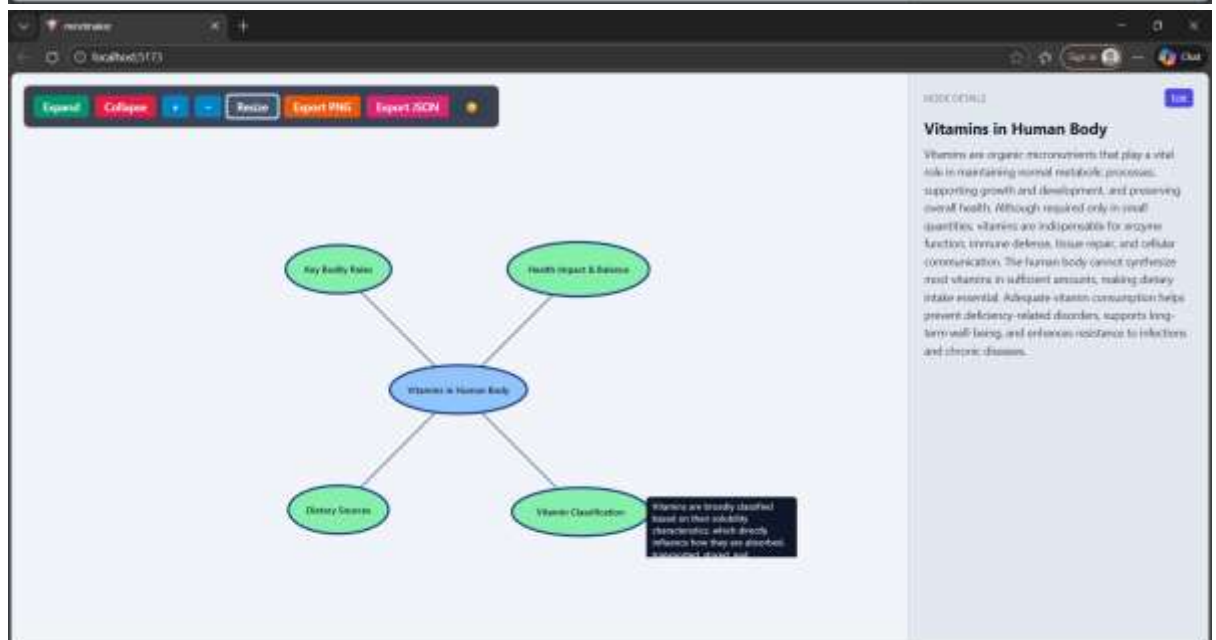 localhost:5173
Sign in
Chat
Expand Collapse + - Resize Export PNG Export JSON
NODE DETAILS
Edit
Vitamins in Human Body
Vitamins are organic micronutrients that play a vital
role in maintaining normal metabolic processes,
supporting growth and development, and preserving
overall health. Although required only in small
quantities, vitamins are indispensable for enzyme
function, immune defense, tissue repair, and cellular
communication. The human body cannot synthesize
most vitamins in sufficient amounts, making dietary
intake essential. Adequate vitamin consumption helps
prevent deficiency-related disorders, supports long-
term well-being, and enhances resistance to infections
and chronic diseases.
Key Bodily Roles
Health Impact & Balance
Vitamins in Human Body
Dietary Sources
Vitamin Classification
Vitamins are broadly classified
based on their solubility
characteristics, which directly
influence how they are absorbed,
transported, stored, and